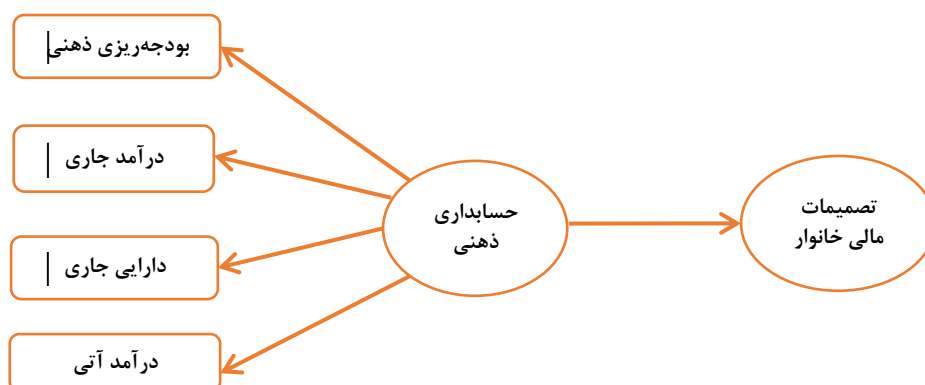 بودجه‌ریزی ذهنی
درآمد جاری
دارایی جاری
درآمد آتی
حسابداری
ذهنی
تصمیمات
مالی خانوار